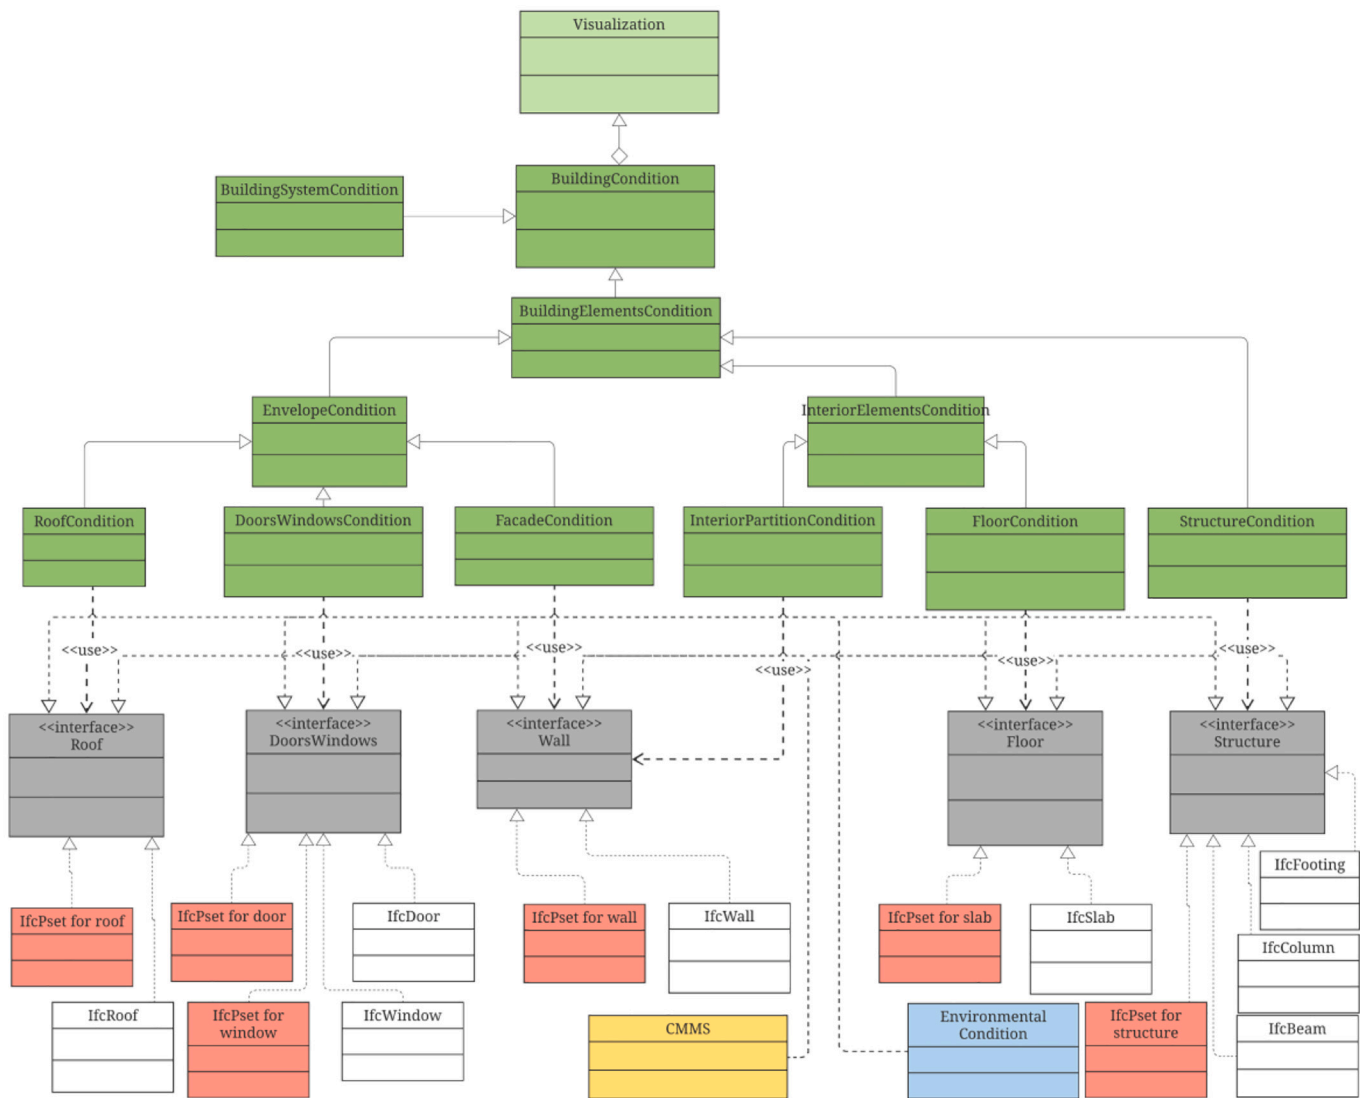 Visualization
BuildingSystemCondition
BuildingCondition
BuildingElementsCondition
EnvelopeCondition
InteriorElementsCondition
RoofCondition
DoorsWindowsCondition
FacadeCondition
InteriorPartitionCondition
FloorCondition
StructureCondition
<<use>>
<<use>>
<<use>>
<<use>>
<<use>>
<<use>>
<<interface>>
Roof
<<interface>>
DoorsWindows
<<interface>>
Wall
<<interface>>
Floor
<<interface>>
Structure
IfcFooting
IfcPset for roof
IfcPset for door
IfcDoor
IfcPset for wall
IfcWall
IfcPset for slab
IfcSlab
IfcColumn
IfcRoof
IfcPset for
window
IfcWindow
CMMS
Environmental
Condition
IfcPset for
structure
IfcBeam